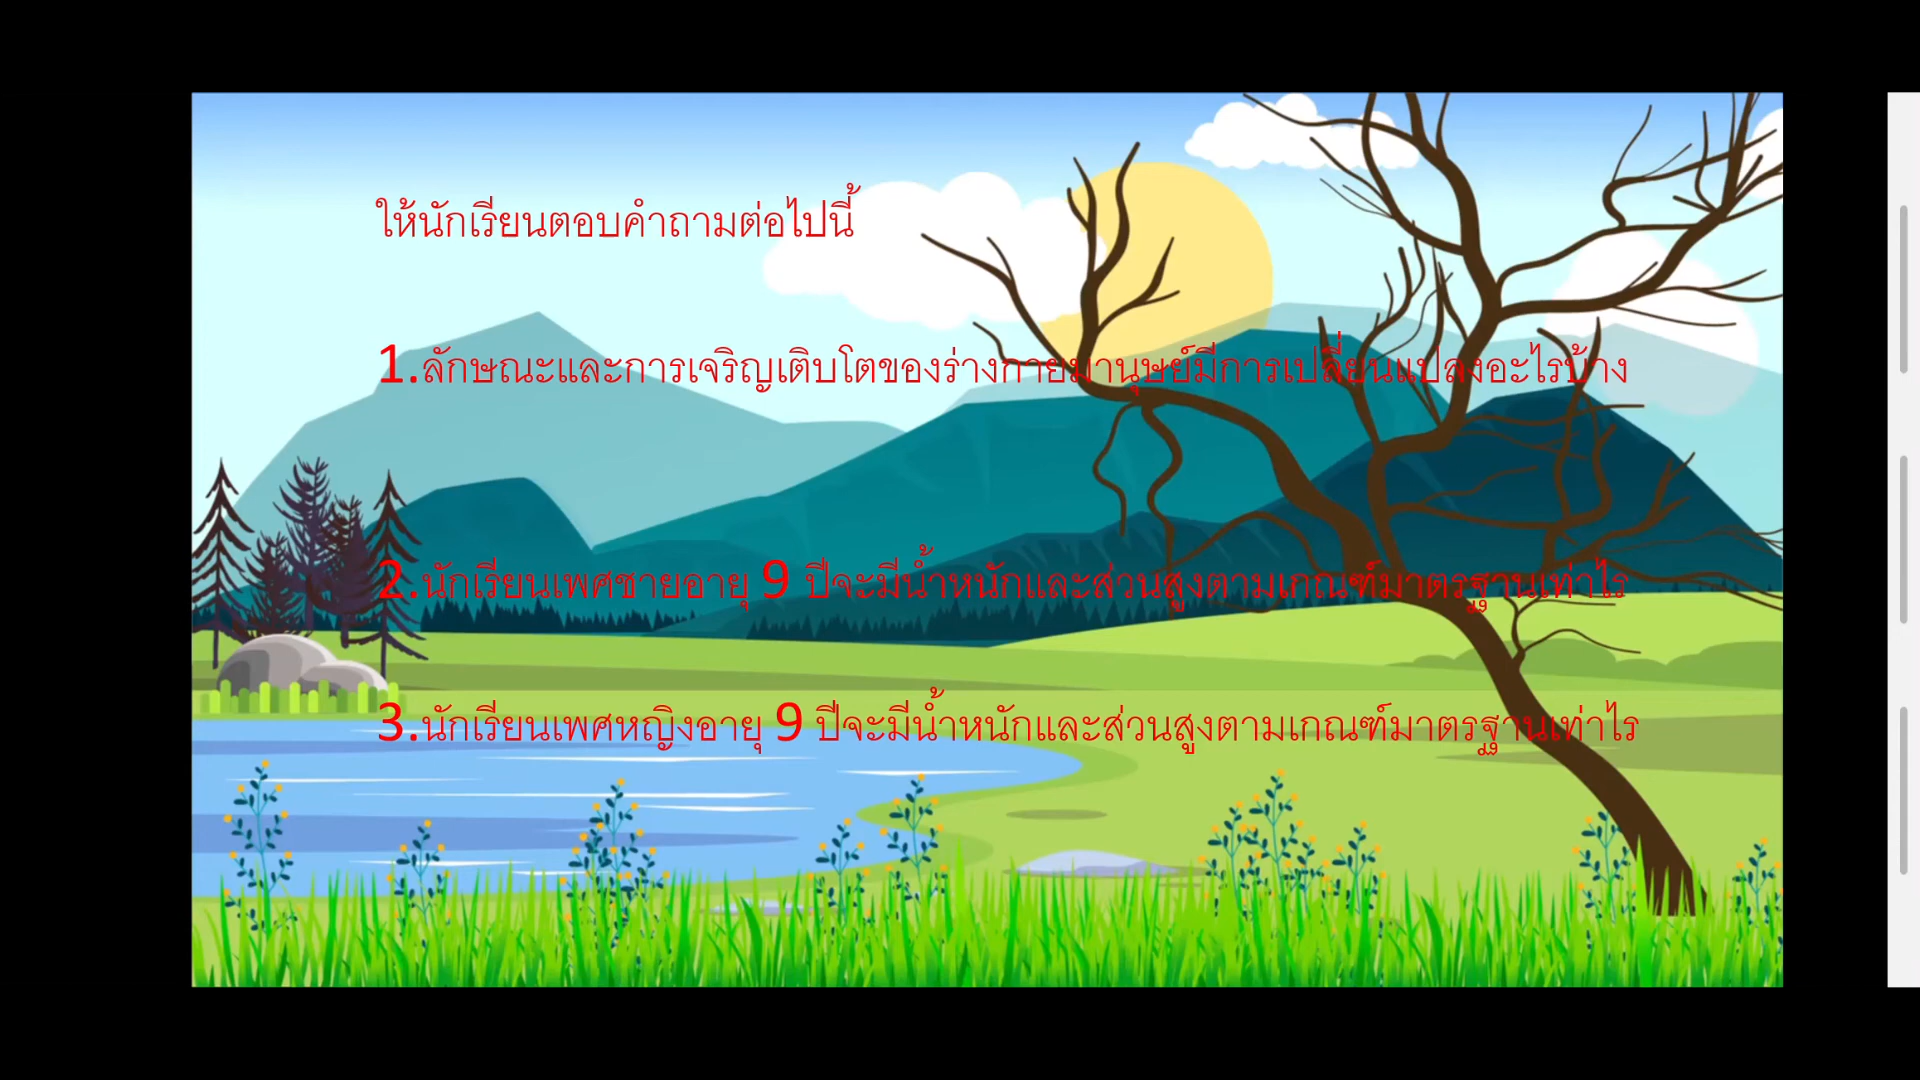 ให้นักเรียนตอบคำถามต่อไปนี้
1.ลักษณะและการเจริญเติบโตของร่างกายมานุษย์มีการเปลี่ยนแปลงอะไรบ้าง
2.นักเรียนเพศชายอายุ 9 ปีจะมีน้ำหนักและส่วนสูงตามเกณฑ์มาตรฐานเท่าไร
3.นักเรียนเพศหญิงอายุ 9 ปีจะมีน้ำหนักและส่วนสูงตามเกณฑ์มาตรฐานเท่าไร